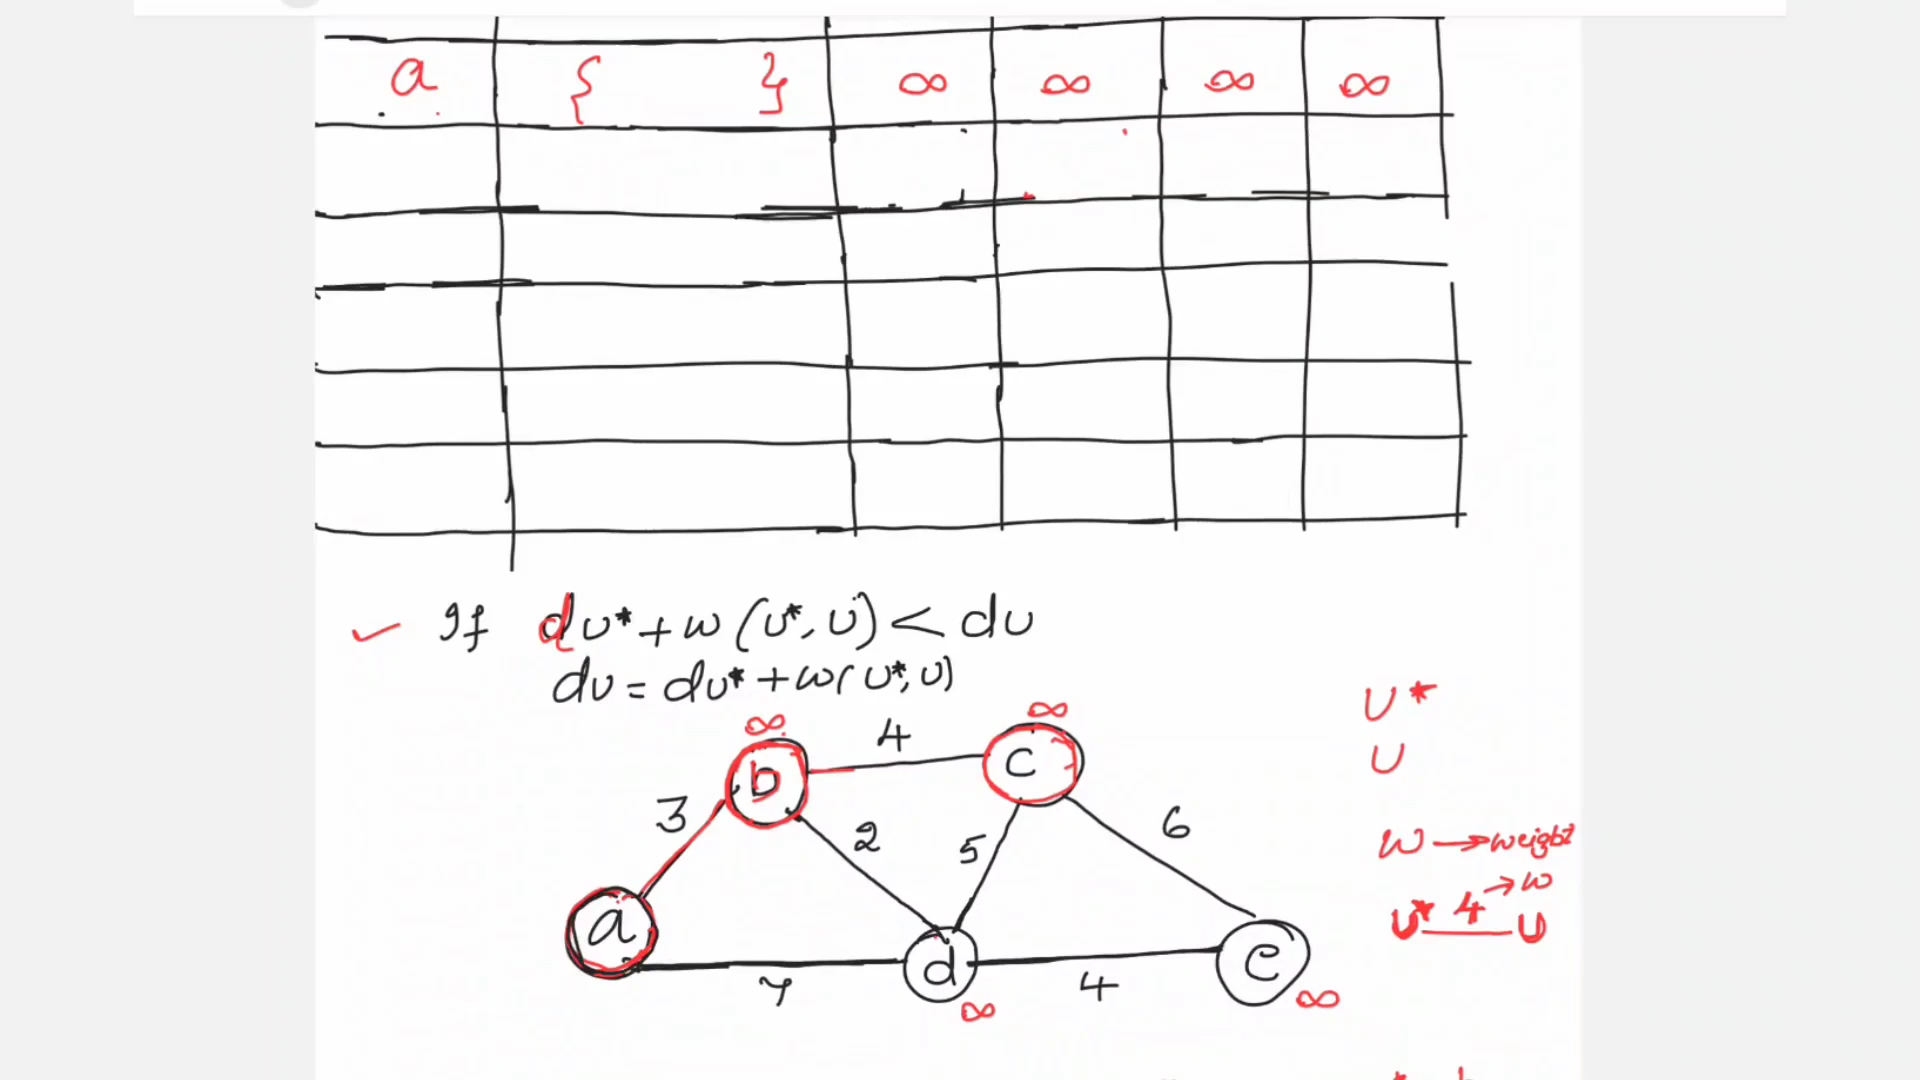 a { } ∞ ∞ ∞ ∞
If du*+w(u*,u)<du
du=du*+w(u*,u)
u*
u
∞
∞
4
b
c
3
2
5
6
w→weight
4→w
u* u
a
d
e
7
4
∞
∞